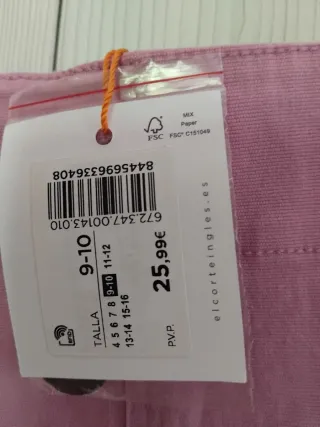 FSC
MIX
Paper
FSC® C151049
8445696336408
672.347.00143.010
9-10
TALLA
4 5 6 7 8 9-10 11-12
13-14 15-16
25,99€
P.V.P.
elcorteingles.es